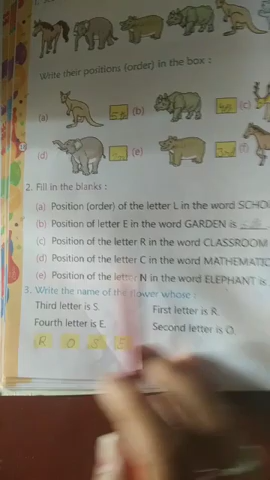 Write their positions (order) in the box :
(a) (b) (c)
(d) (e) (f)
2. Fill in the blanks :
(a) Position (order) of the letter L in the word SCHO
(b) Position of letter E in the word GARDEN is
(c) Position of the letter R in the word CLASSROOM
(d) Position of the letter C in the word MATHEMATIC
(e) Position of the letter N in the word ELEPHANT is
3. Write the name of the flower whose :
Third letter is S. First letter is R.
Fourth letter is E. Second letter is O.
R O S E